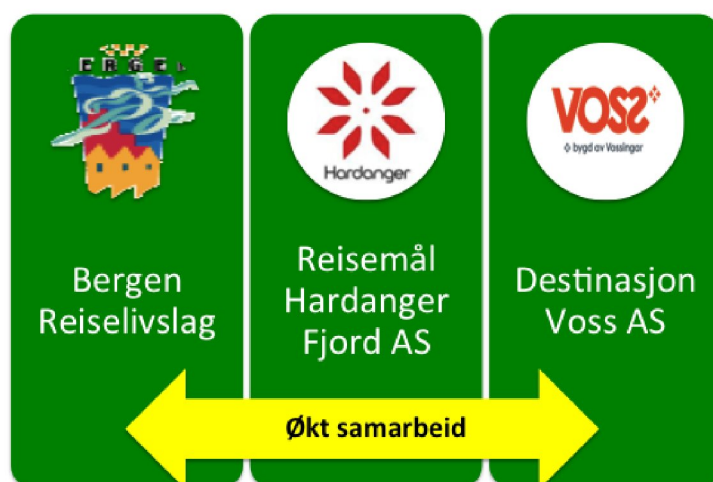 Hardanger
VOSS
bygd av Vossingar
Bergen
Reiselivslag
Reisemål
Hardanger
Fjord AS
Destinasjon
Voss AS
Økt samarbeid